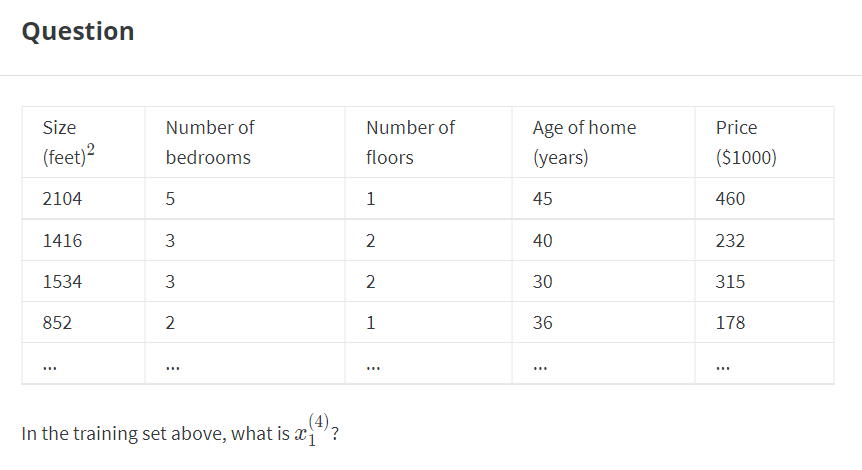 Question
Size Number of Number of Age of home Price
(feet)² bedrooms floors (years) ($1000)
2104 5 1 45 460
1416 3 2 40 232
1534 3 2 30 315
852 2 1 36 178
... ... ... ... ...
In the training set above, what is x₁⁽⁴⁾?